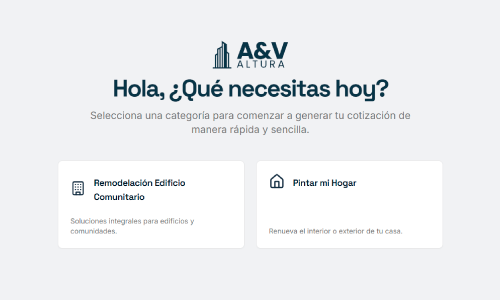 A&V
ALTURA
Hola, ¿Qué necesitas hoy?
Selecciona una categoría para comenzar a generar tu cotización de
manera rápida y sencilla.
Remodelación Edificio
Comunitario
Soluciones integrales para edificios y
comunidades.
Pintar mi Hogar
Renueva el interior o exterior de tu casa.